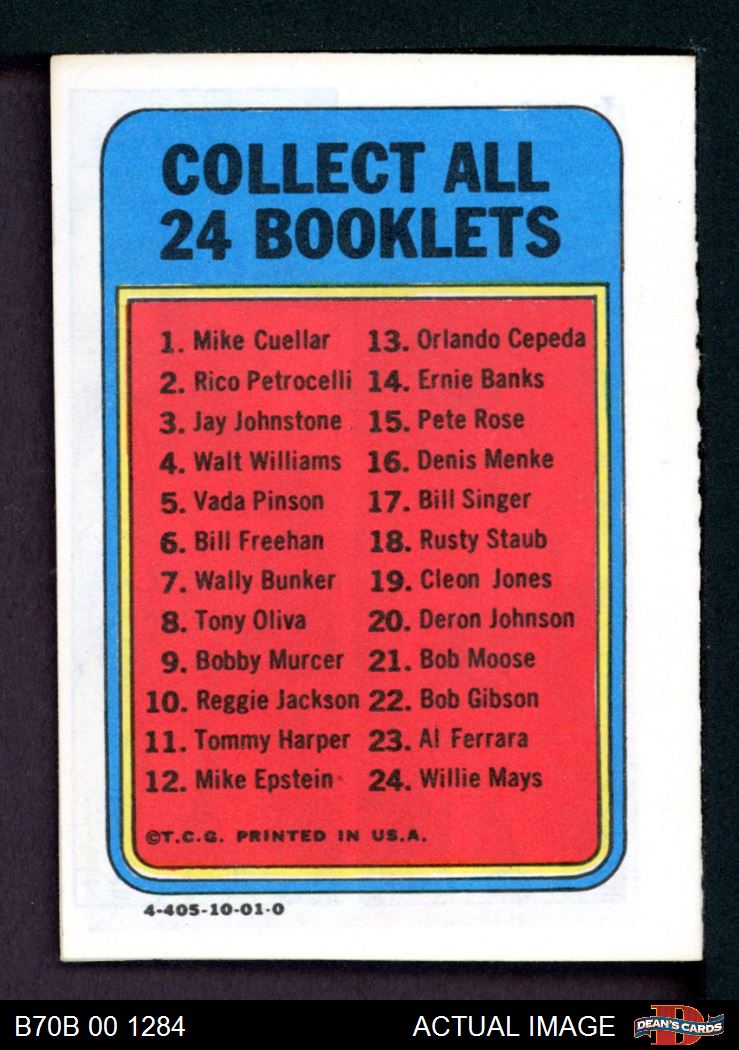 COLLECT ALL
24 BOOKLETS
1. Mike Cuellar
2. Rico Petrocelli
3. Jay Johnstone
4. Walt Williams
5. Vada Pinson
6. Bill Freehan
7. Wally Bunker
8. Tony Oliva
9. Bobby Murcer
10. Reggie Jackson
11. Tommy Harper
12. Mike Epstein
13. Orlando Cepeda
14. Ernie Banks
15. Pete Rose
16. Denis Menke
17. Bill Singer
18. Rusty Staub
19. Cleon Jones
20. Deron Johnson
21. Bob Moose
22. Bob Gibson
23. Al Ferrara
24. Willie Mays
©T.C.G. PRINTED IN U.S.A.
4-405-10-01-0
B70B 00 1284
ACTUAL IMAGE
D
DEAN'S CARDS